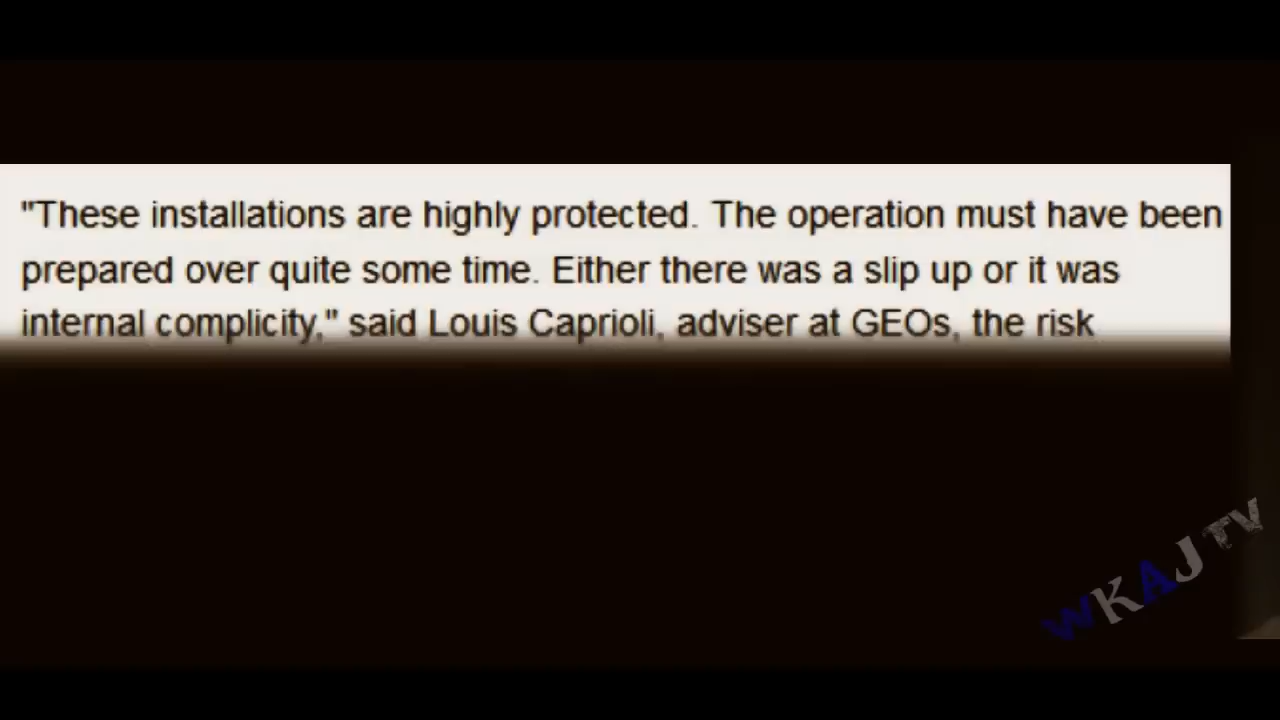 "These installations are highly protected. The operation must have been
prepared over quite some time. Either there was a slip up or it was
internal complicity," said Louis Caprioli, adviser at GEOs, the risk
WKAJ TV